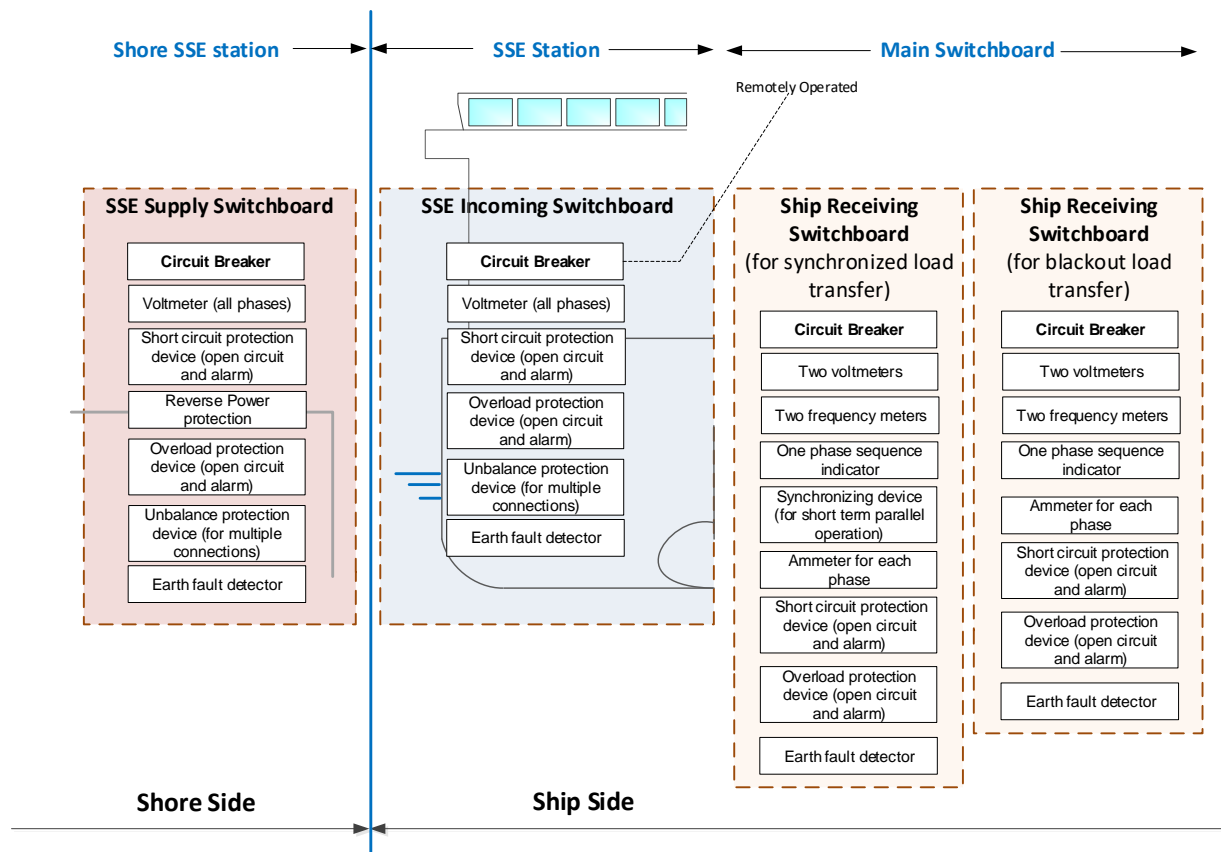 Shore SSE station
SSE Station
Main Switchboard
Remotely Operated
SSE Supply Switchboard
Circuit Breaker
Voltmeter (all phases)
Short circuit protection
device (open circuit
and alarm)
Reverse Power
protection
Overload protection
device (open circuit
and alarm)
Unbalance protection
device (for multiple
connections)
Earth fault detector
SSE Incoming Switchboard
Circuit Breaker
Voltmeter (all phases)
Short circuit protection
device (open circuit
and alarm)
Overload protection
device (open circuit
and alarm)
Unbalance protection
device (for multiple
connections)
Earth fault detector
Ship Receiving
Switchboard
(for synchronized load
transfer)
Circuit Breaker
Two voltmeters
Two frequency meters
One phase sequence
indicator
Synchronizing device
(for short term parallel
operation)
Ammeter for each
phase
Short circuit protection
device (open circuit
and alarm)
Overload protection
device (open circuit
and alarm)
Earth fault detector
Ship Receiving
Switchboard
(for blackout load
transfer)
Circuit Breaker
Two voltmeters
Two frequency meters
One phase sequence
indicator
Ammeter for each
phase
Short circuit protection
device (open circuit
and alarm)
Overload protection
device (open circuit
and alarm)
Earth fault detector
Shore Side
Ship Side